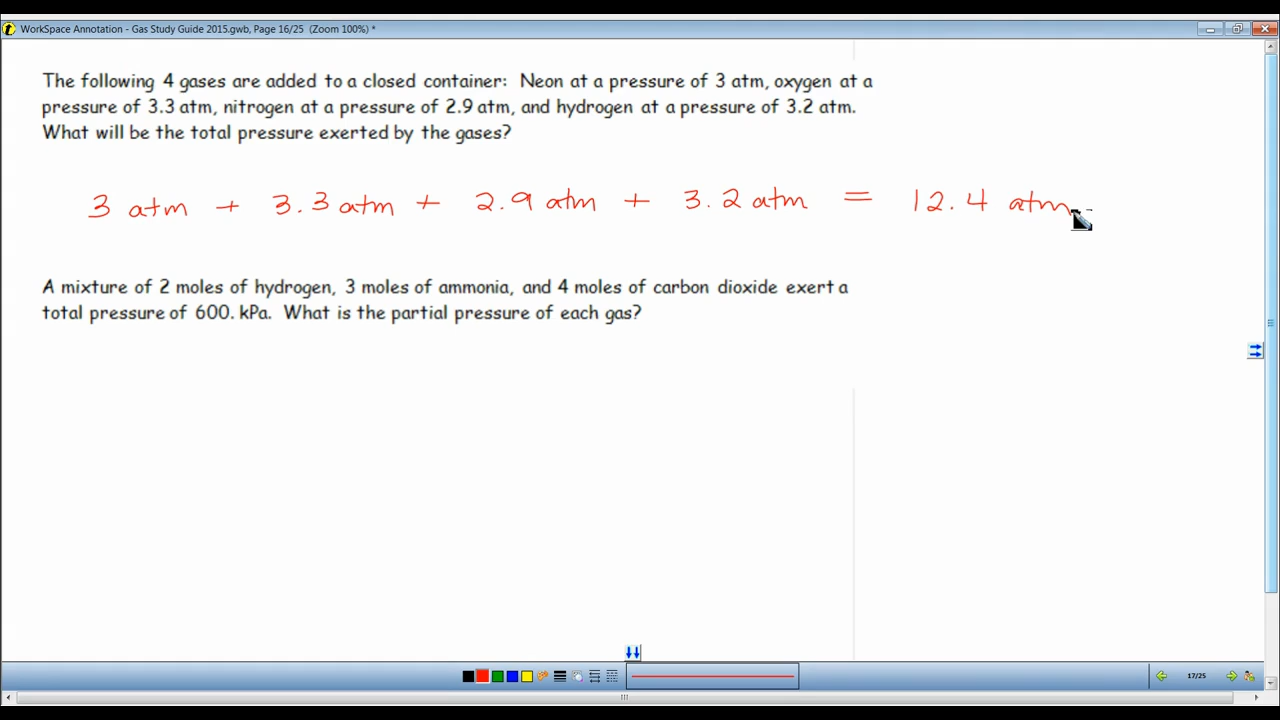 WorkSpace Annotation - Gas Study Guide 2015.gwb, Page 16/25 (Zoom 100%) *
The following 4 gases are added to a closed container: Neon at a pressure of 3 atm, oxygen at a
pressure of 3.3 atm, nitrogen at a pressure of 2.9 atm, and hydrogen at a pressure of 3.2 atm.
What will be the total pressure exerted by the gases?
3 atm + 3.3 atm + 2.9 atm + 3.2 atm = 12.4 atm
A mixture of 2 moles of hydrogen, 3 moles of ammonia, and 4 moles of carbon dioxide exert a
total pressure of 600. kPa. What is the partial pressure of each gas?
17/25